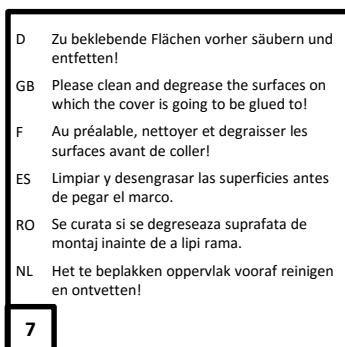 D Zu beklebende Flächen vorher säubern und
entfetten!
GB Please clean and degrease the surfaces on
which the cover is going to be glued to!
F Au préalable, nettoyer et degraisser les
surfaces avant de coller!
ES Limpiar y desengrasar las superficies antes
de pegar el marco.
RO Se curata si se degreseaza suprafata de
montaj inainte de a lipi rama.
NL Het te beplakken oppervlak vooraf reinigen
en ontvetten!
7